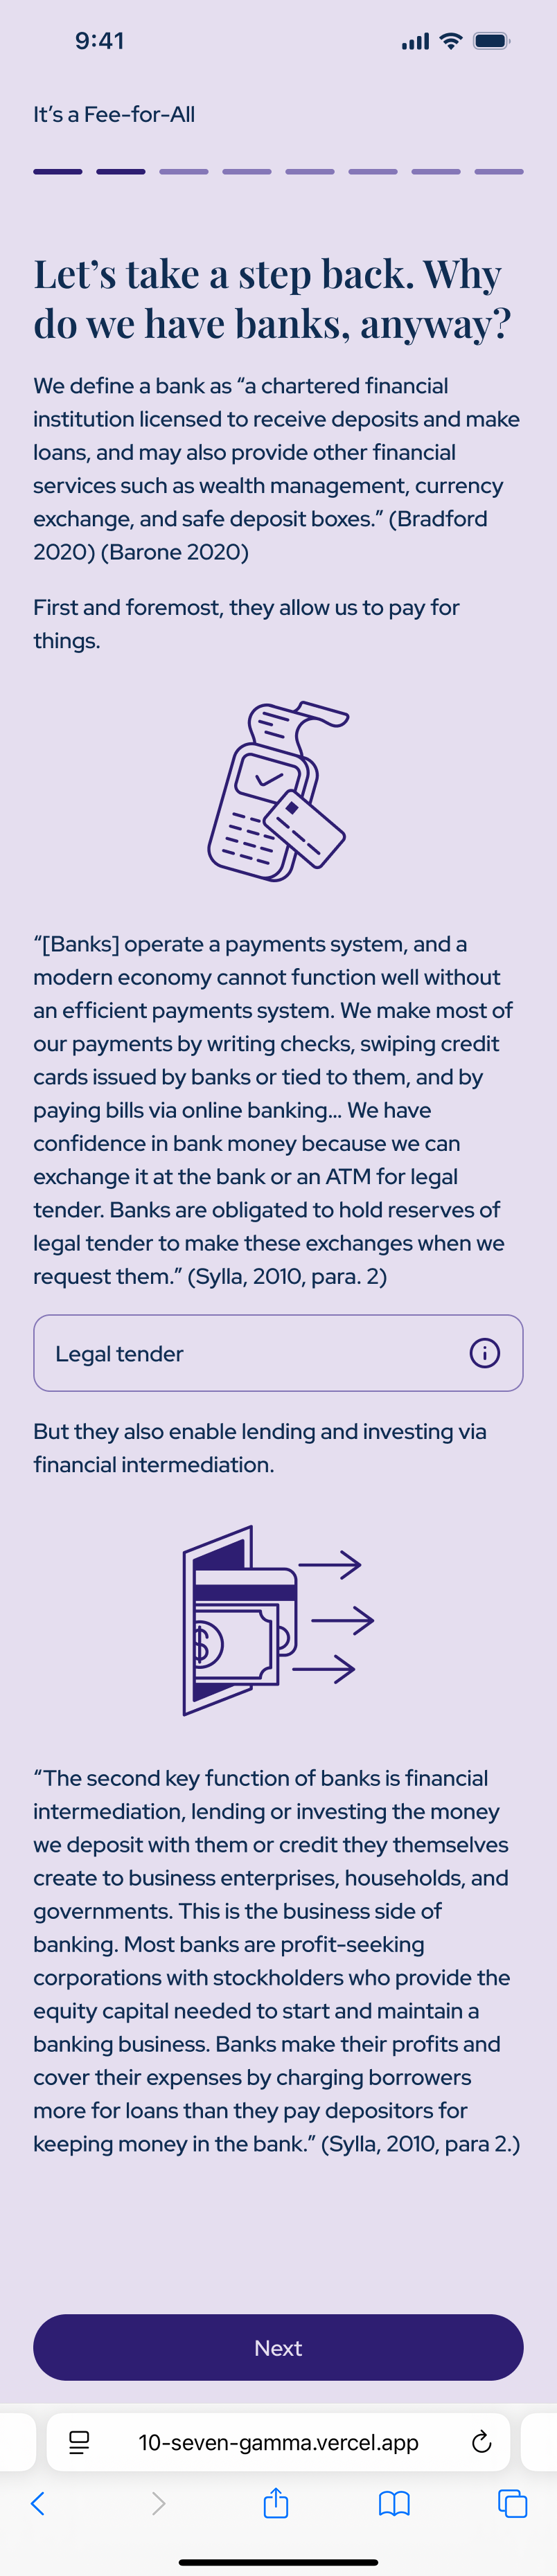 9:41
It’s a Fee-for-All
Let’s take a step back. Why
do we have banks, anyway?
We define a bank as “a chartered financial
institution licensed to receive deposits and make
loans, and may also provide other financial
services such as wealth management, currency
exchange, and safe deposit boxes.” (Bradford
2020) (Barone 2020)
First and foremost, they allow us to pay for
things.
“[Banks] operate a payments system, and a
modern economy cannot function well without
an efficient payments system. We make most of
our payments by writing checks, swiping credit
cards issued by banks or tied to them, and by
paying bills via online banking... We have
confidence in bank money because we can
exchange it at the bank or an ATM for legal
tender. Banks are obligated to hold reserves of
legal tender to make these exchanges when we
request them.” (Sylla, 2010, para. 2)
Legal tender
But they also enable lending and investing via
financial intermediation.
$
“The second key function of banks is financial
intermediation, lending or investing the money
we deposit with them or credit they themselves
create to business enterprises, households, and
governments. This is the business side of
banking. Most banks are profit-seeking
corporations with stockholders who provide the
equity capital needed to start and maintain a
banking business. Banks make their profits and
cover their expenses by charging borrowers
more for loans than they pay depositors for
keeping money in the bank.” (Sylla, 2010, para 2.)
Next
10-seven-gamma.vercel.app